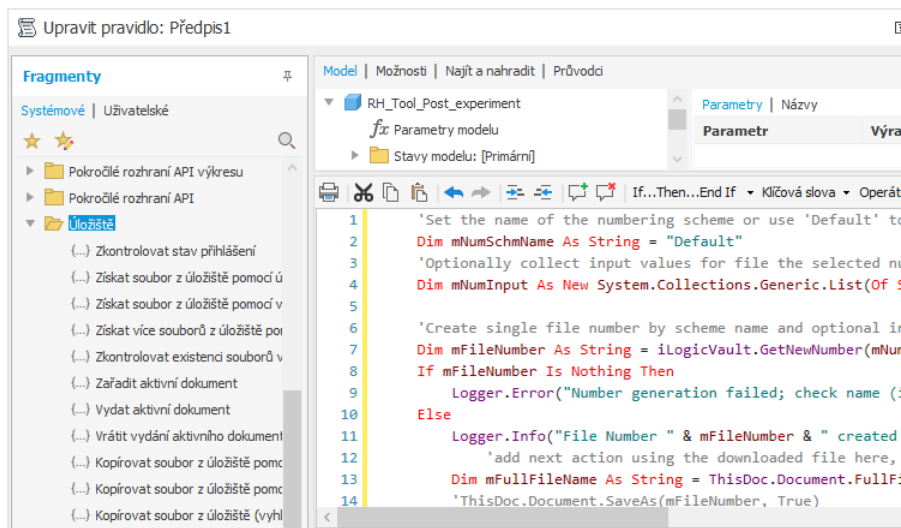 Upravit pravidlo: Předpis1
Fragmenty
Systémové | Uživatelské
Pokročilé rozhraní API výkresu
Pokročilé rozhraní API
Úložiště
{...} Zkontrolovat stav přihlášení
{...} Získat soubor z úložiště pomocí ú
{...} Získat soubor z úložiště pomocí v
{...} Získat více souborů z úložiště po
{...} Zkontrolovat existenci souborů v
{...} Zařadit aktivní dokument
{...} Vydat aktivní dokument
{...} Vrátit vydání aktivního dokument
{...} Kopírovat soubor z úložiště pomo
{...} Kopírovat soubor z úložiště pomo
{...} Kopírovat soubor z úložiště (vyhl
Model | Možnosti | Najít a nahradit | Průvodci
RH_Tool_Post_experiment
fx Parametry modelu
Stavy modelu: [Primární]
Parametry | Názvy
Parametr Výra
If...Then...End If Klíčová slova Operát
1 'Set the name of the numbering scheme or use 'Default' to
2 Dim mNumSchmName As String = "Default"
3 'Optionally collect input values for file the selected nu
4 Dim mNumInput As New System.Collections.Generic.List(Of S
5
6 'Create single file number by scheme name and optional in
7 Dim mFileNumber As String = iLogicVault.GetNewNumber(mNum
8 If mFileNumber Is Nothing Then
9 Logger.Error("Number generation failed; check name (i
10 Else
11 Logger.Info("File Number " & mFileNumber & " created
12 'add next action using the downloaded file here,
13 Dim mFullFileName As String = ThisDoc.Document.FullFi
14 'ThisDoc.Document.SaveAs(mFileNumber, True)